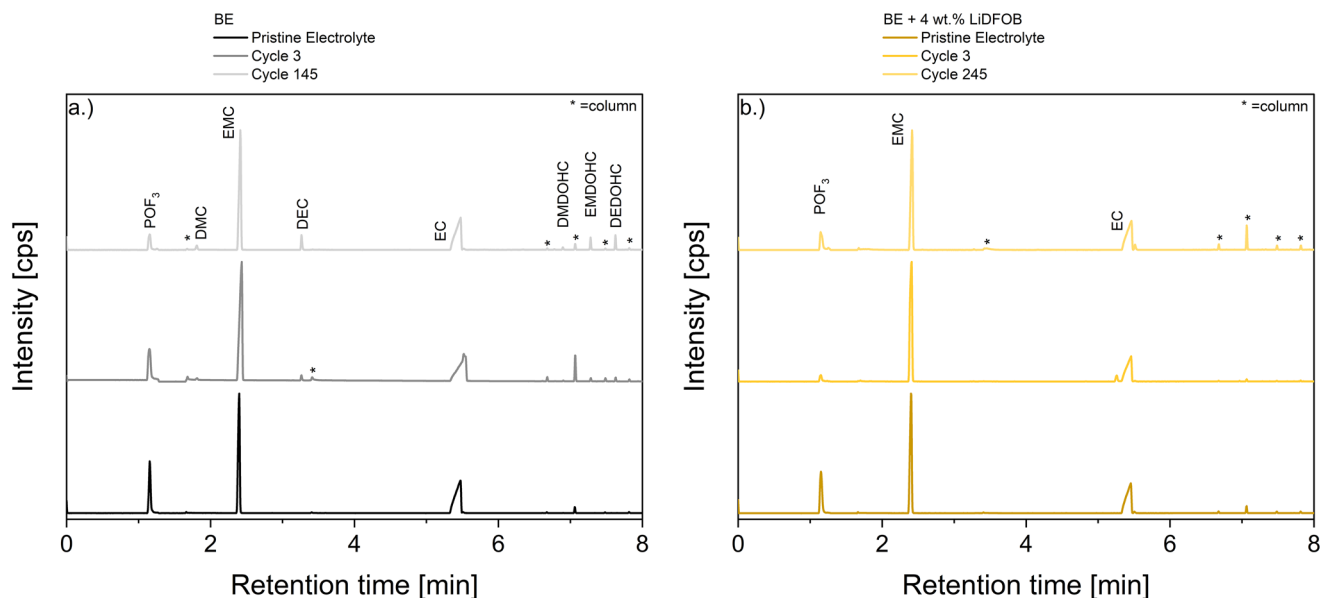 BE
Pristine Electrolyte
Cycle 3
Cycle 145
a.)
* =column
EMC
POF₃
*
DMC
DEC
EC
*
DMDOHC
*
EMDOHC
*
DEDOHC
*
*
Intensity [cps]
0
2
4
6
8
Retention time [min]
BE + 4 wt.% LiDFOB
Pristine Electrolyte
Cycle 3
Cycle 245
b.)
* =column
EMC
POF₃
*
EC
*
*
*
*
Intensity [cps]
0
2
4
6
8
Retention time [min]